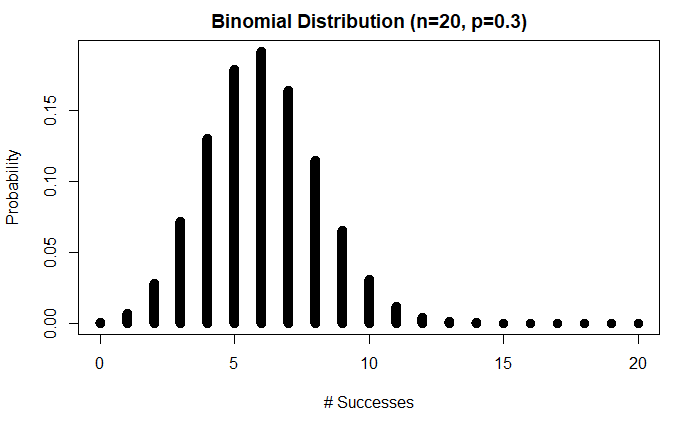 Binomial Distribution (n=20, p=0.3)
Probability
0.15
0.10
0.05
0.00
0 5 10 15 20
# Successes